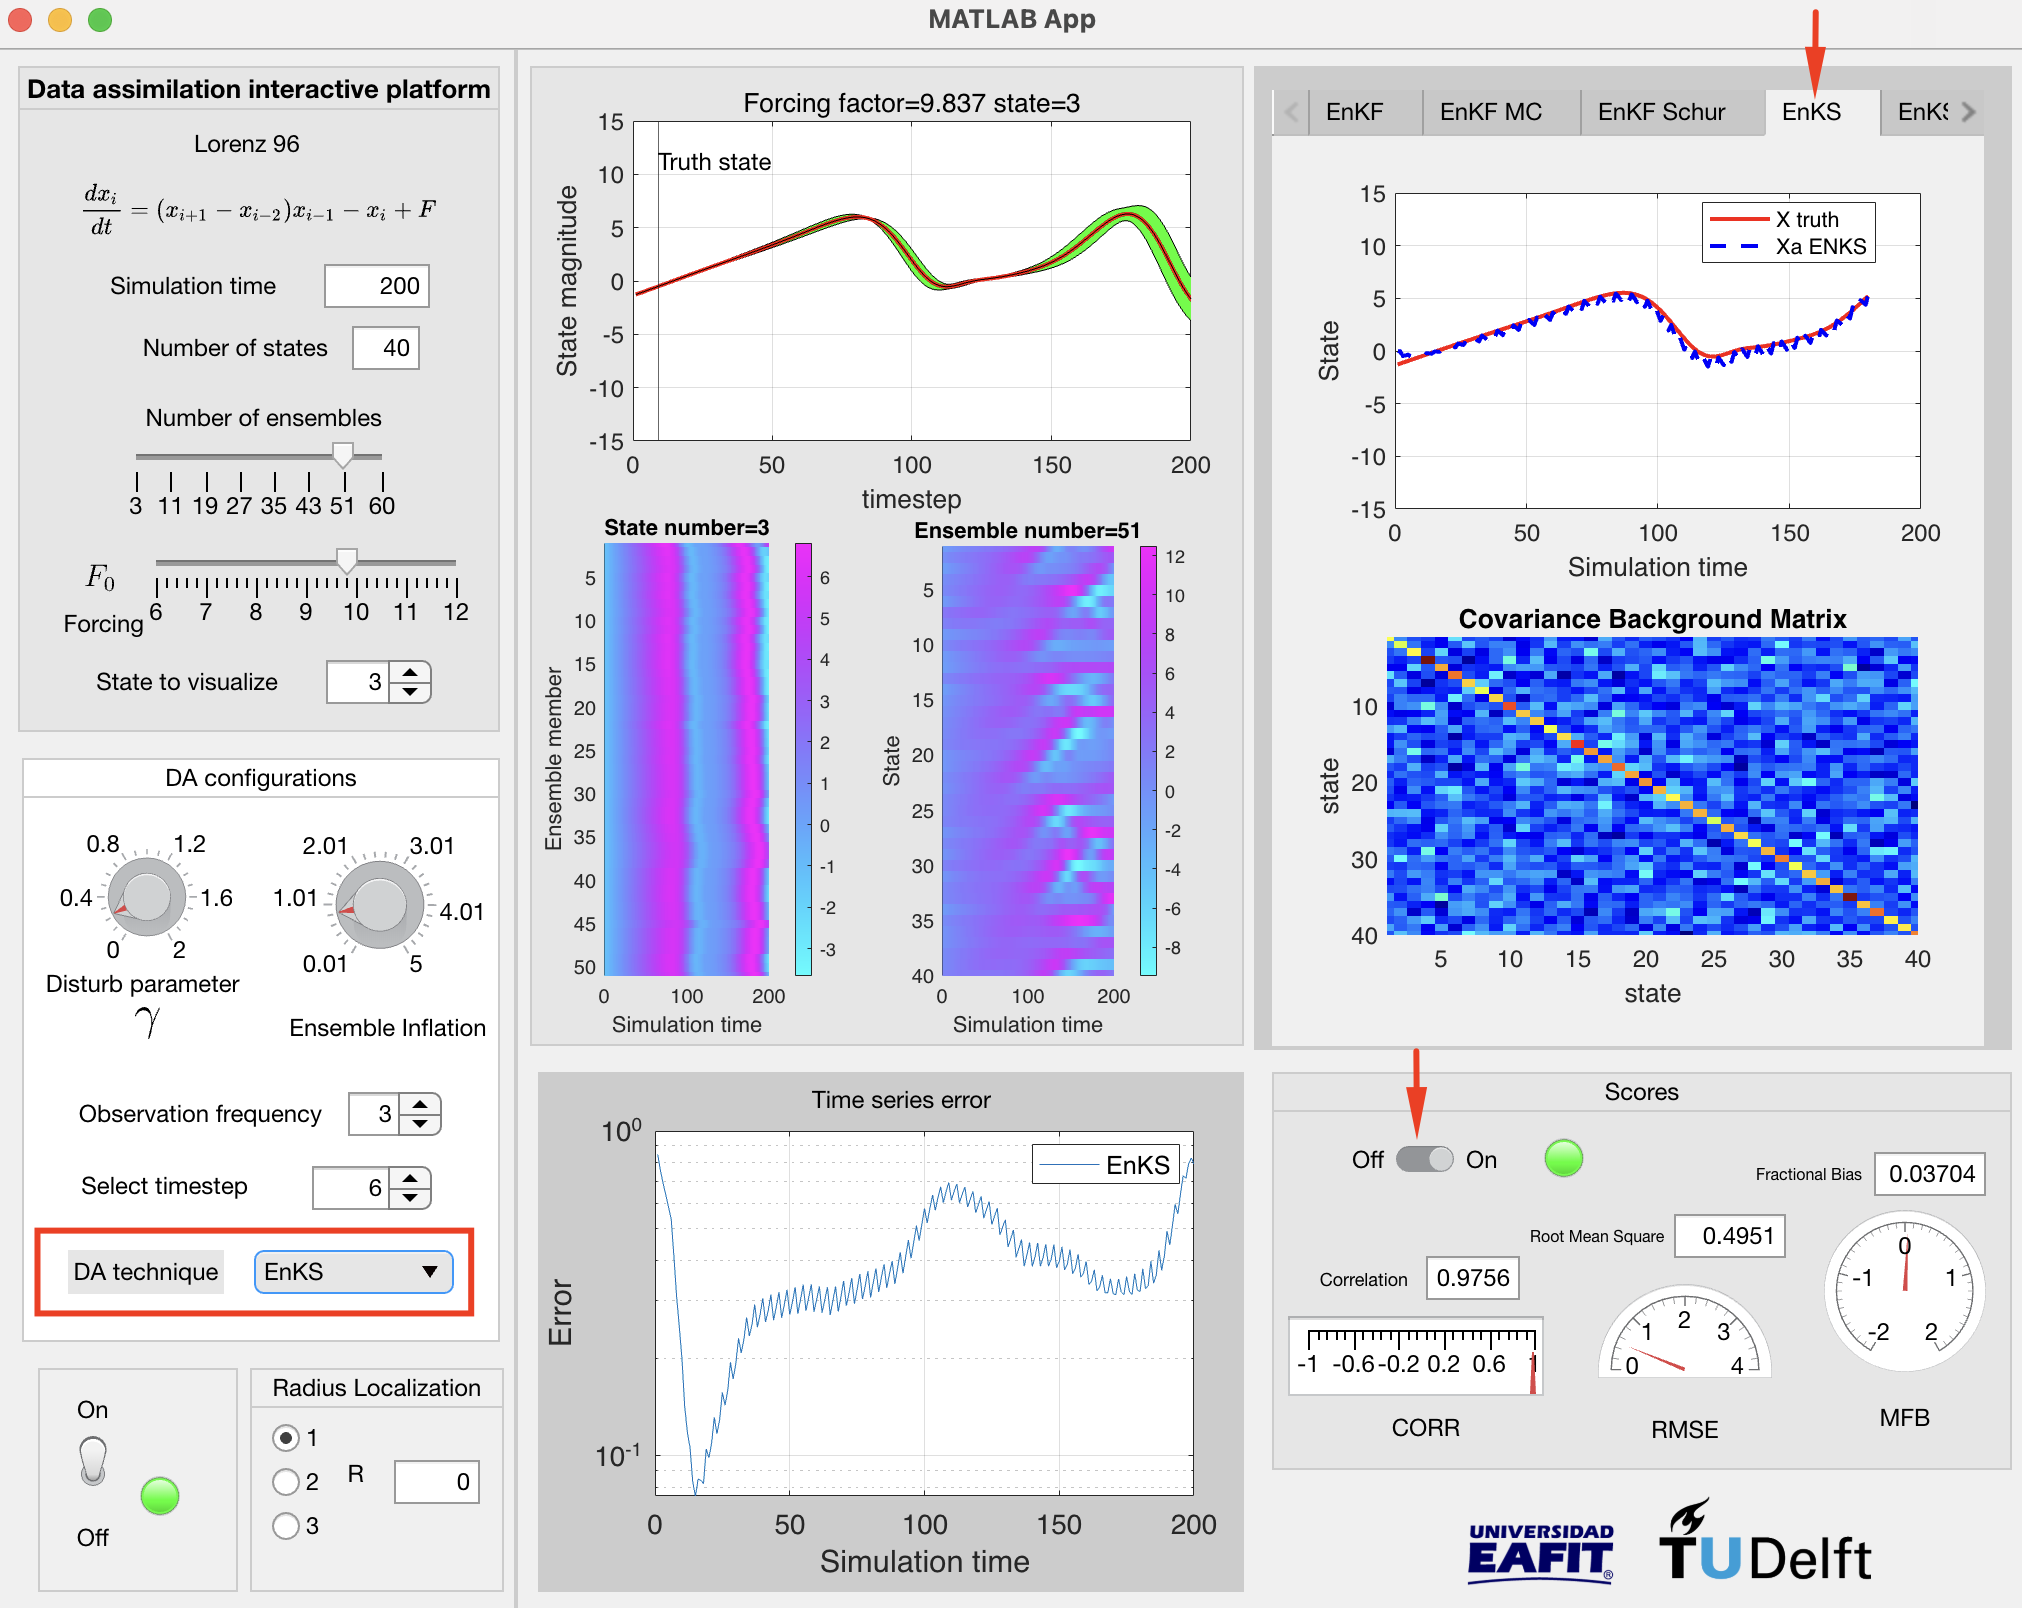 MATLAB App
Data assimilation interactive platform
Lorenz 96
dx_i/dt = (x_{i+1} − x_{i−2})x_{i−1} − x_i + F
Simulation time 200
Number of states 40
Number of ensembles
3 11 19 27 35 43 51 60
F_0
Forcing
6 7 8 9 10 11 12
State to visualize 3
DA configurations
0 0.4 0.8 1.2 1.6 2
Disturb parameter
γ
0.01 1.01 2.01 3.01 4.01 5
Ensemble Inflation
Observation frequency 3
Select timestep 6
DA technique EnKS
On
Off
Radius Localization
1
2
3
R 0
Forcing factor=9.837 state=3
Truth state
State magnitude
15
10
5
0
-5
-10
-15
0 50 100 150 200
timestep
State number=3
Ensemble member
5
10
15
20
25
30
35
40
45
50
0 100 200
Simulation time
6
5
4
3
2
1
0
-1
-2
-3
Ensemble number=51
State
5
10
15
20
25
30
35
40
0 100 200
Simulation time
12
10
8
6
4
2
0
-2
-4
-6
-8
Time series error
EnKS
Error
10^0
10^-1
0 50 100 150 200
Simulation time
EnKF EnKF MC EnKF Schur EnKS
X truth
Xa ENKS
State
15
10
5
0
-5
-10
-15
0 50 100 150 200
Simulation time
Covariance Background Matrix
state
10
20
30
40
5 10 15 20 25 30 35 40
state
Scores
Off On
Fractional Bias 0.03704
Root Mean Square 0.4951
Correlation 0.9756
-1 -0.6 -0.2 0.2 0.6 1
CORR
0 1 2 3 4
RMSE
-2 -1 0 1 2
MFB
UNIVERSIDAD
EAFIT®
TUDelft